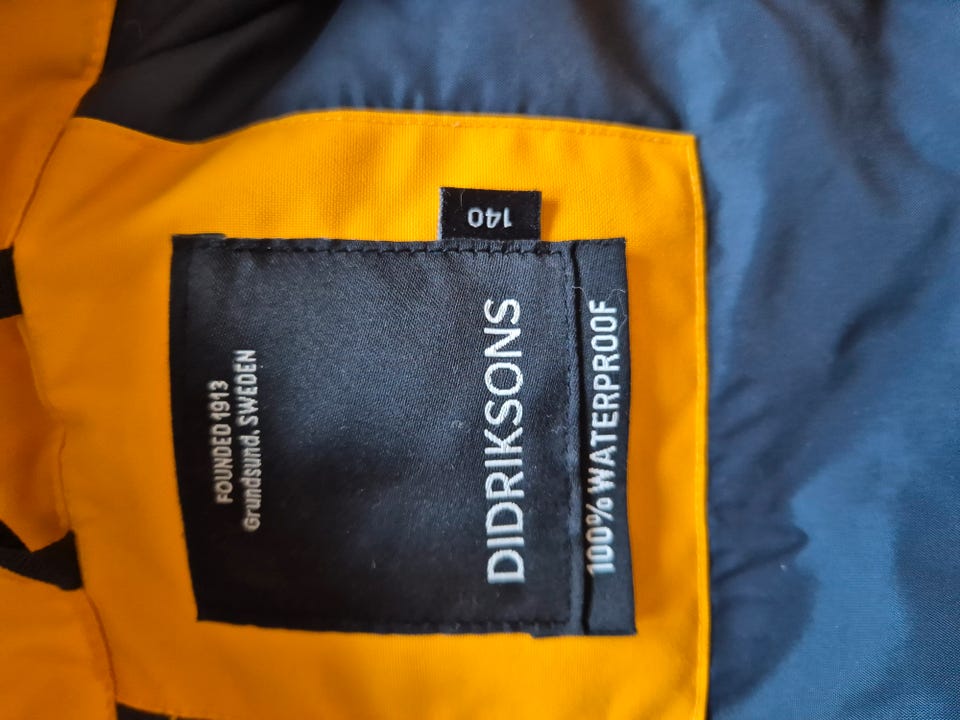 FOUNDED 1913
Grundsund. SWEDEN
DIDRIKSONS
100% WATERPROOF
140